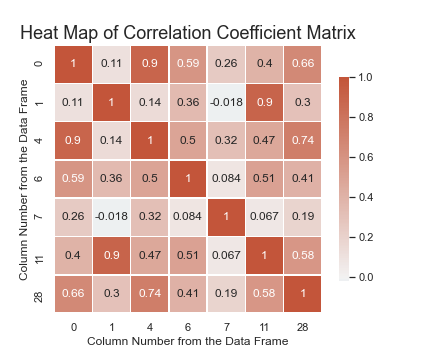 Heat Map of Correlation Coefficient Matrix
Column Number from the Data Frame
0 1 0.11 0.9 0.59 0.26 0.4 0.66
1 0.11 1 0.14 0.36 -0.018 0.9 0.3
4 0.9 0.14 1 0.5 0.32 0.47 0.74
6 0.59 0.36 0.5 1 0.084 0.51 0.41
7 0.26 -0.018 0.32 0.084 1 0.067 0.19
11 0.4 0.9 0.47 0.51 0.067 1 0.58
28 0.66 0.3 0.74 0.41 0.19 0.58 1
0 1 4 6 7 11 28
Column Number from the Data Frame
1.0
0.8
0.6
0.4
0.2
0.0